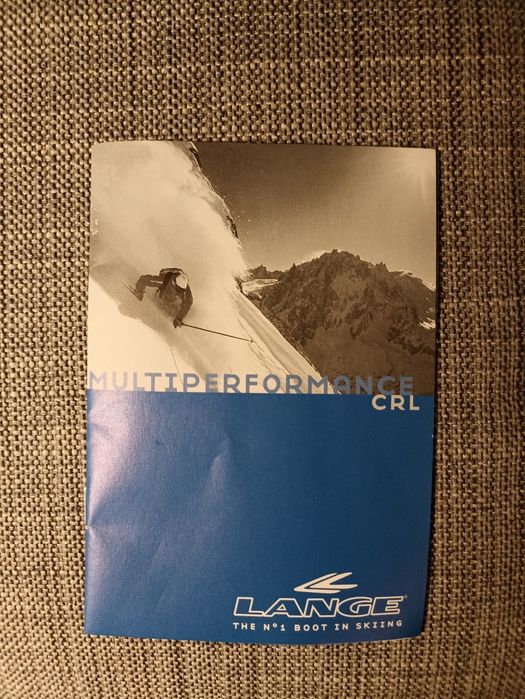 MULTIPERFORMANCE
CRL
LANGE®
THE N°1 BOOT IN SKIING